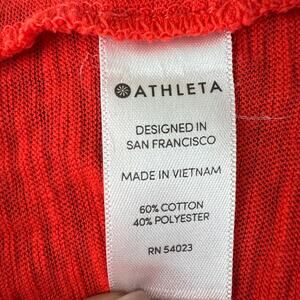 ATHLETA
DESIGNED IN
SAN FRANCISCO
MADE IN VIETNAM
60% COTTON
40% POLYESTER
RN 54023